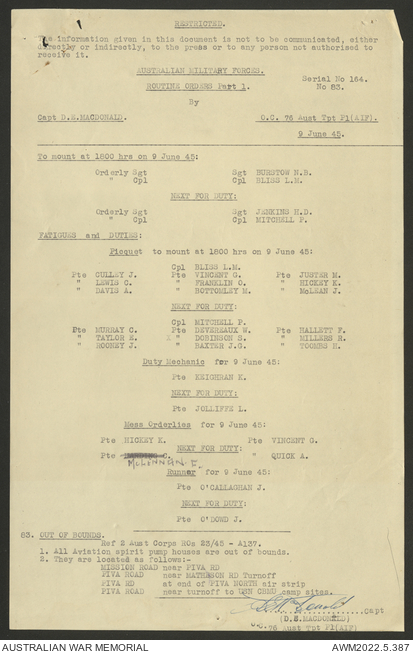 RESTRICTED.
The information given in this document is not to be communicated, either
directly or indirectly, to the press or to any person not authorised to
receive it.
AUSTRALIAN MILITARY FORCES.
Serial No 164.
ROUTINE ORDERS Part 1. No 83.
By
Capt D.S.MACDONALD. O.C. 76 Aust Tpt Pl(AIF).
9 June 45.
To mount at 1800 hrs on 9 June 45:
Orderly Sgt Sgt BURSTOW N.R.
" Cpl Cpl BLISS L.M.
NEXT FOR DUTY:
Orderly Sgt Sgt JENKINS H.D.
" Cpl Cpl MITCHELL P.
FATIGUES and DUTIES:
Picquet to mount at 1800 hrs on 9 June 45:
Cpl BLISS L.M.
Pte CULLEY J. Pte VINCENT G. Pte JUSTER M.
" LEWIS C. " FRANKLIN O. " HICKEY K.
" DAVIS A. " BOTTOMLEY M. " McLEAN J.
NEXT FOR DUTY:
Cpl MITCHELL P.
Pte MURRAY C. Pte DEVEREAUX W. Pte HALLETT F.
" TAYLOR E. " DOBINSON S. " MILLERS H.
" ROONEY J. " BAXTER J.G. " TOOMBS H.
Duty Mechanic for 9 June 45:
Pte KEIGHRAN K.
NEXT FOR DUTY:
Pte JOLLIFFE L.
Mess Orderlies for 9 June 45:
Pte HICKEY K. Pte VINCENT G.
NEXT FOR DUTY:
Pte " QUICK A.
McLENNAN. E.
Runner for 9 June 45:
Pte O'CALLAGHAN J.
NEXT FOR DUTY:
Pte O'DOWD J.
83. OUT OF BOUNDS.
Ref 2 Aust Corps ROs 23/45 - A137.
1. All Aviation spirit pump houses are out of bounds.
2. They are located as follows:-
MISSION ROAD near PIVA RD
PIVA ROAD near MATHESON RD Turnoff
PIVA RD at end of PIVA NORTH air strip
PIVA ROAD near turnoff to camp sites.
Capt
(D.S.MACDONALD)
O.C. 76 Aust Tpt Pl(AIF)
AUSTRALIAN WAR MEMORIAL AWM2022.5.387